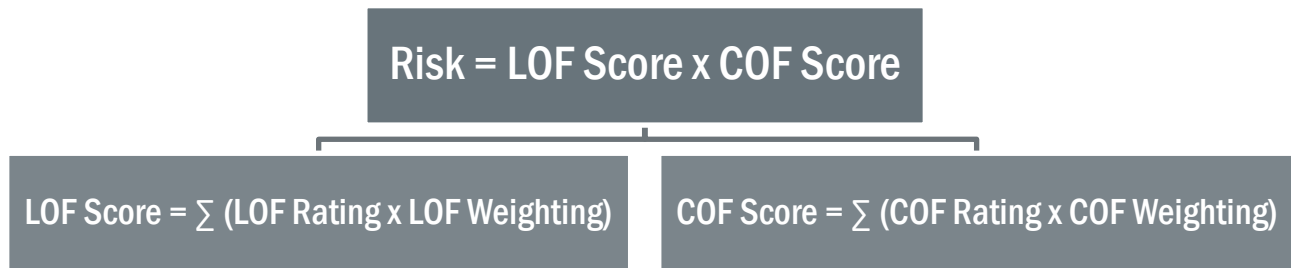 Risk = LOF Score x COF Score
LOF Score = ∑ (LOF Rating x LOF Weighting)
COF Score = ∑ (COF Rating x COF Weighting)